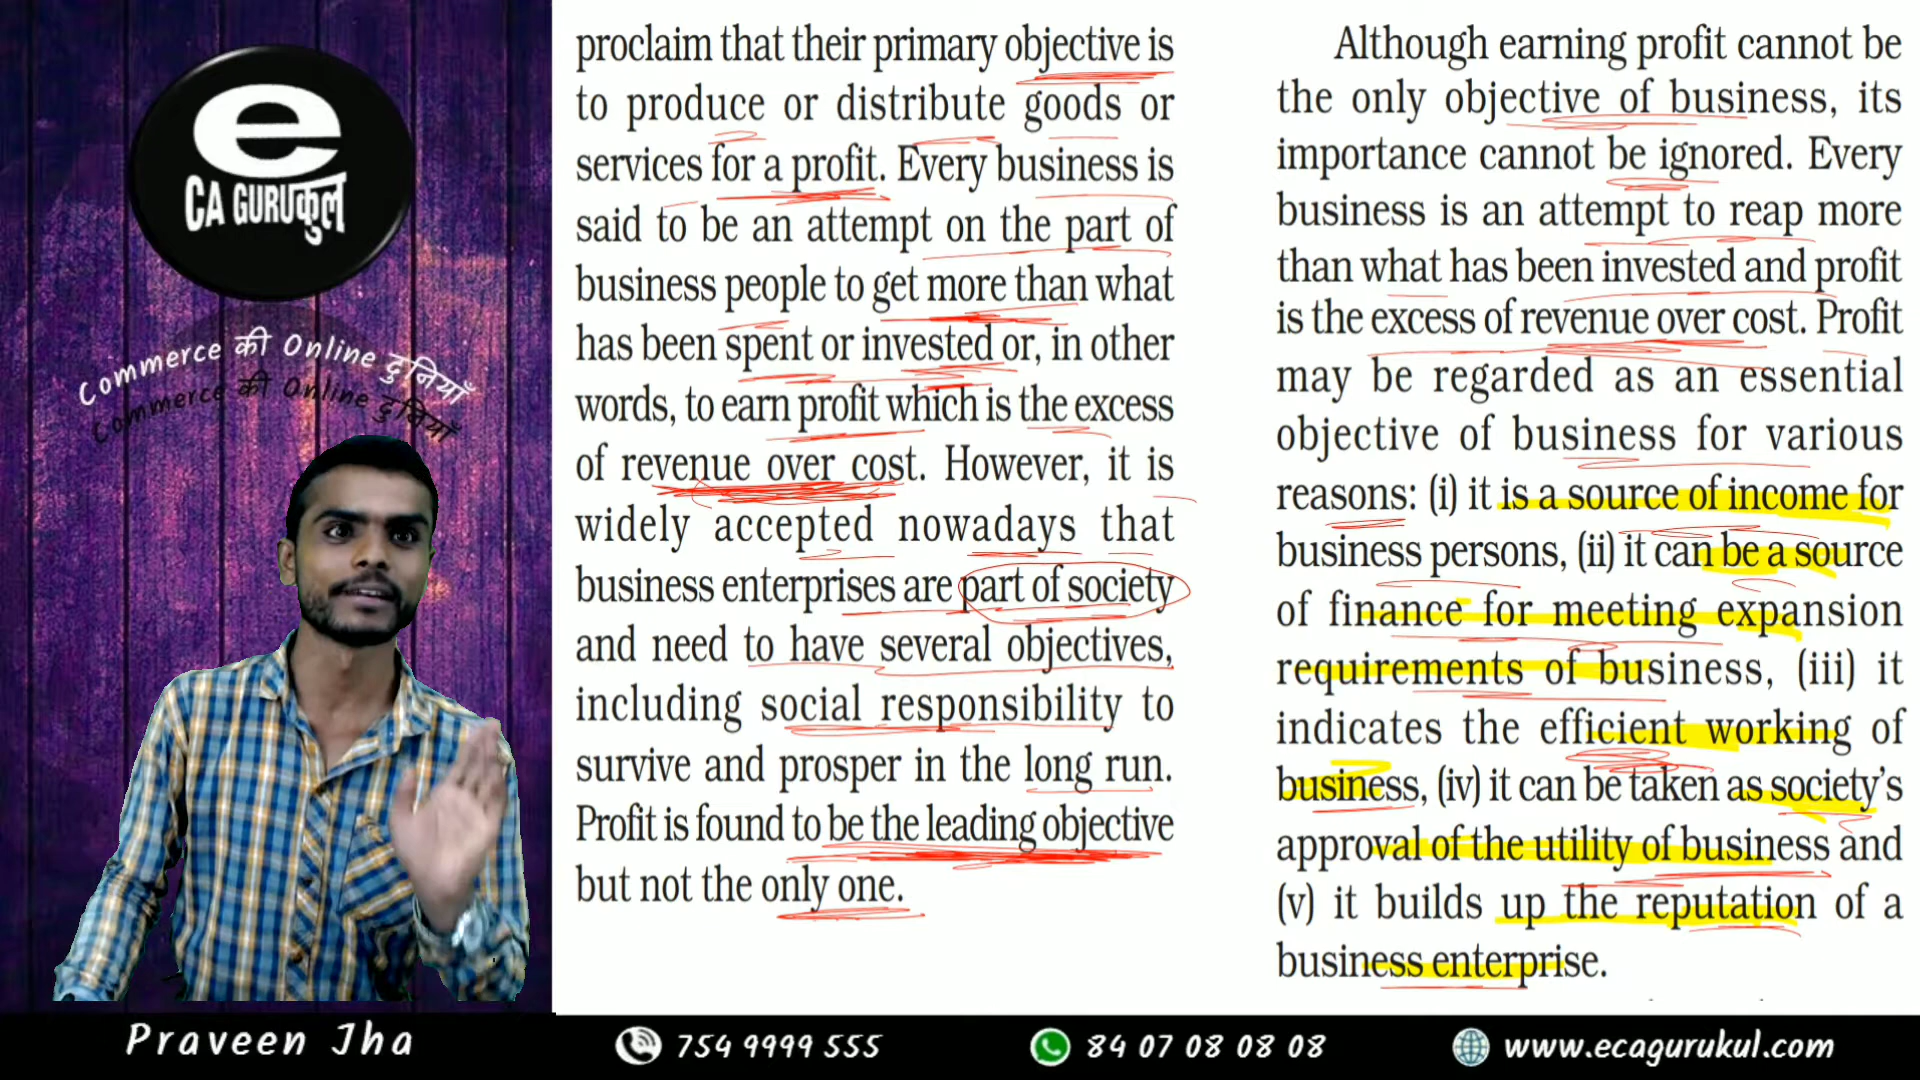 e
CA GURUकुल
Commerce की Online दुनियाँ
Commerce की Online दुनियाँ
proclaim that their primary objective is
to produce or distribute goods or
services for a profit. Every business is
said to be an attempt on the part of
business people to get more than what
has been spent or invested or, in other
words, to earn profit which is the excess
of revenue over cost. However, it is
widely accepted nowadays that
business enterprises are part of society
and need to have several objectives,
including social responsibility to
survive and prosper in the long run.
Profit is found to be the leading objective
but not the only one.
Although earning profit cannot be
the only objective of business, its
importance cannot be ignored. Every
business is an attempt to reap more
than what has been invested and profit
is the excess of revenue over cost. Profit
may be regarded as an essential
objective of business for various
reasons: (i) it is a source of income for
business persons, (ii) it can be a source
of finance for meeting expansion
requirements of business, (iii) it
indicates the efficient working of
business, (iv) it can be taken as society's
approval of the utility of business and
(v) it builds up the reputation of a
business enterprise.
Praveen Jha
754 9999 555
84 07 08 08 08
www.ecagurukul.com